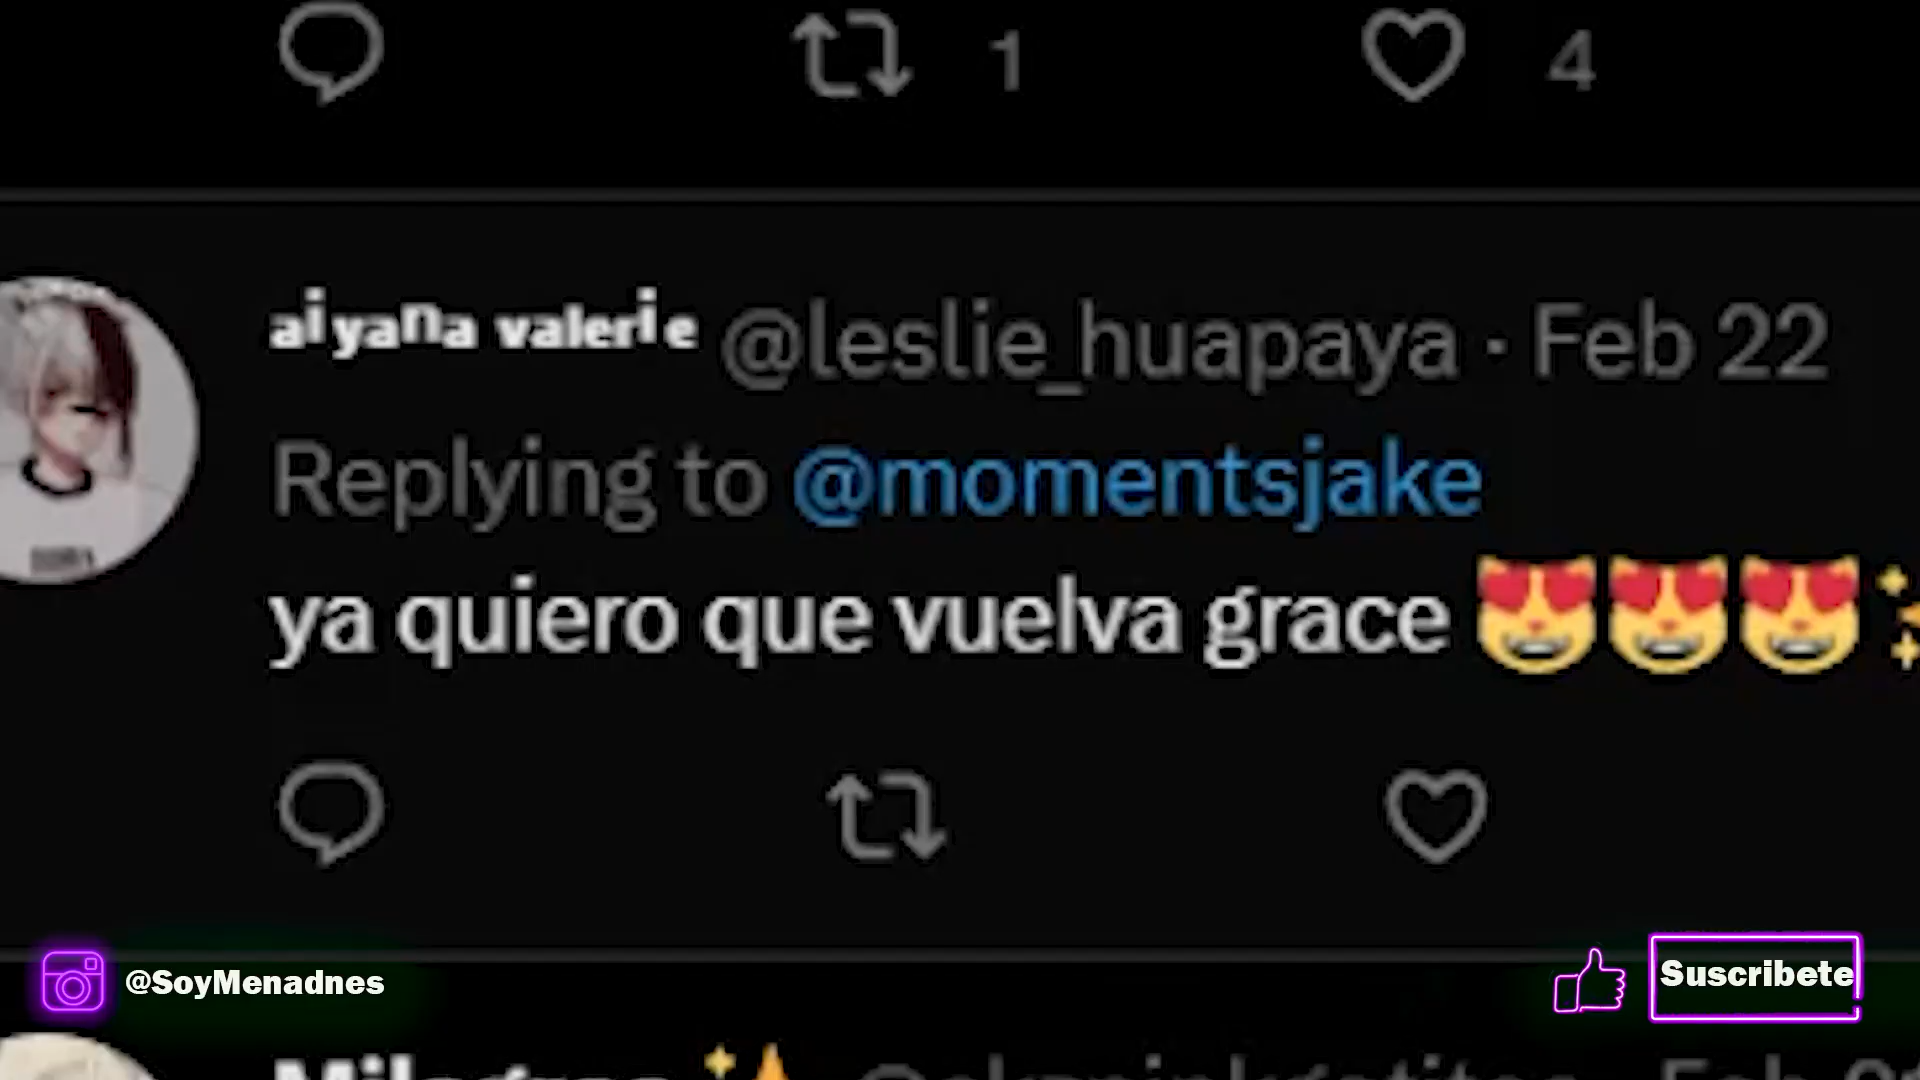 1 4
aiyana valerie @leslie_huapaya · Feb 22
Replying to @momentsjake
ya quiero que vuelva grace 😻😻😻✨
@SoyMenadnes
Suscribete